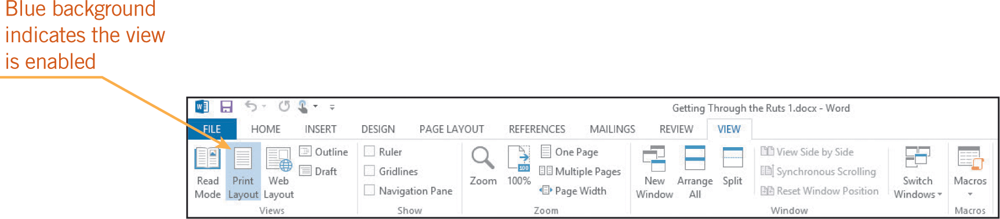 Blue background
indicates the view
is enabled
Getting Through the Ruts 1.docx - Word
FILE HOME INSERT DESIGN PAGE LAYOUT REFERENCES MAILINGS REVIEW VIEW
Read
Mode
Print
Layout
Web
Layout
Outline
Draft
Views
Ruler
Gridlines
Navigation Pane
Show
Zoom
100
100%
One Page
Multiple Pages
Page Width
Zoom
New
Window
Arrange
All
Split
View Side by Side
Synchronous Scrolling
Reset Window Position
Switch
Windows
Window
Macros
Macros